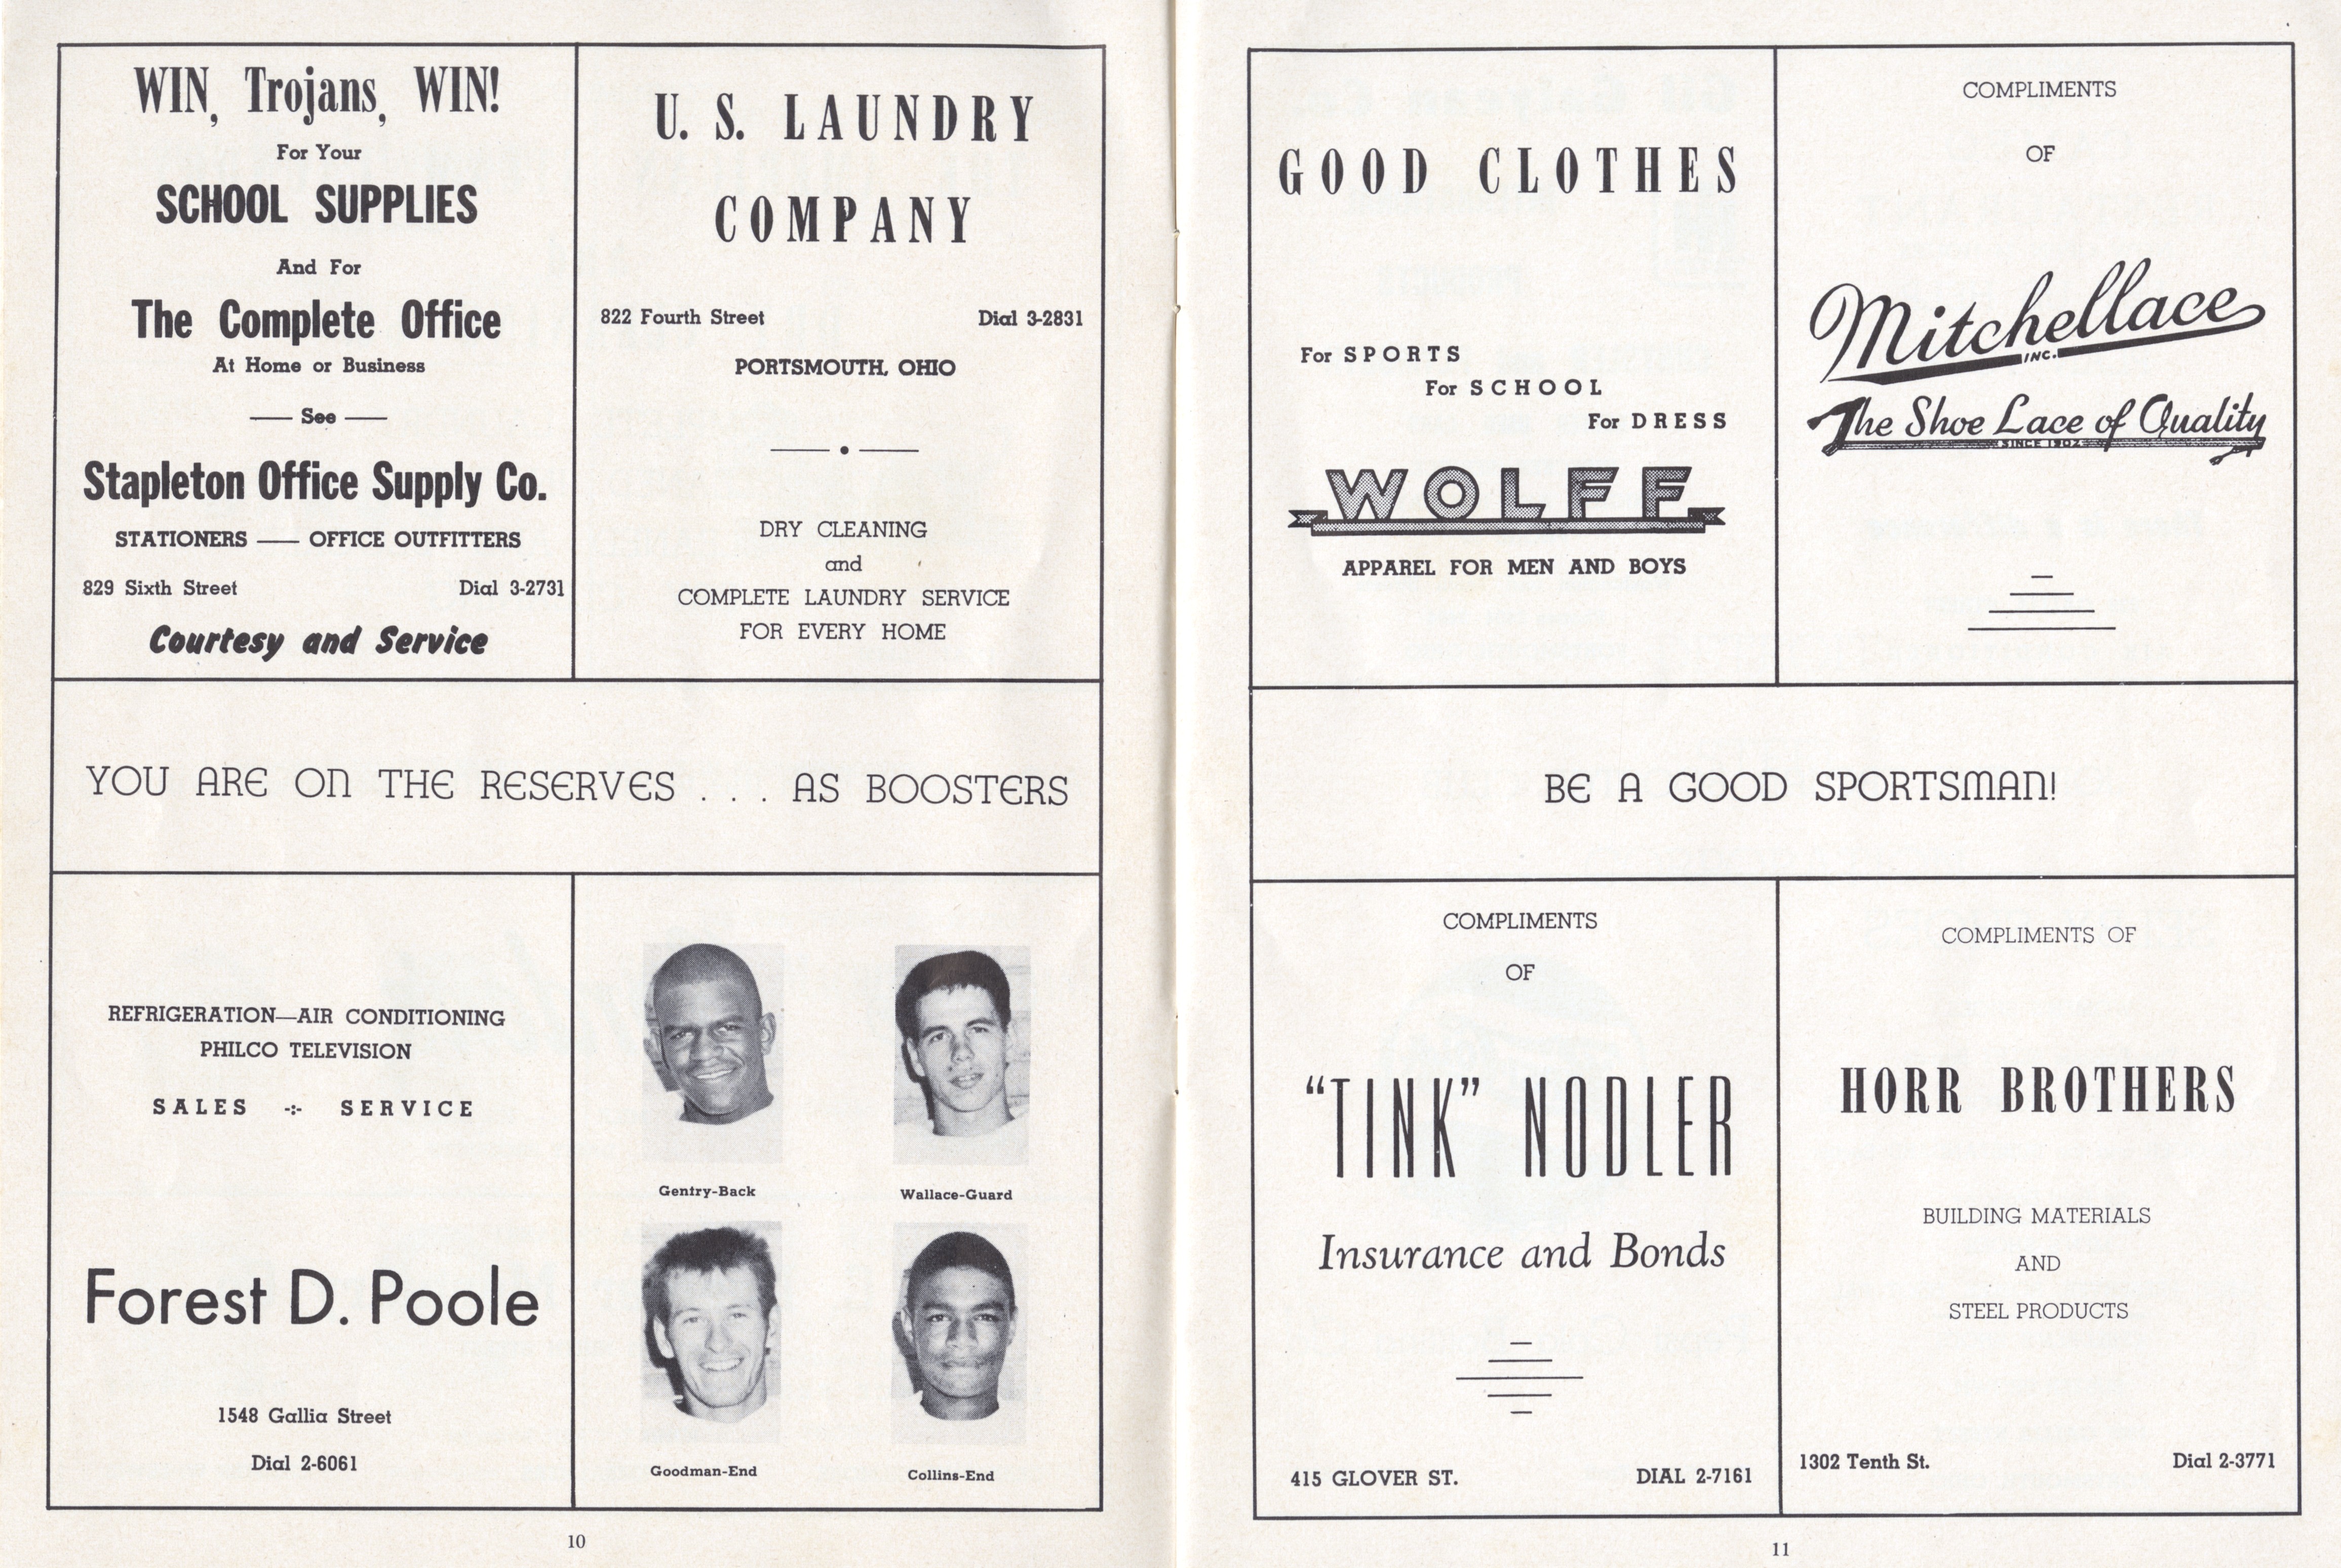 WIN, Trojans, WIN!
For Your
SCHOOL SUPPLIES
And For
The Complete Office
At Home or Business
— See —
Stapleton Office Supply Co.
STATIONERS — OFFICE OUTFITTERS
829 Sixth Street Dial 3-2731
Courtesy and Service
U. S. LAUNDRY
COMPANY
822 Fourth Street Dial 3-2831
PORTSMOUTH, OHIO
DRY CLEANING
and
COMPLETE LAUNDRY SERVICE
FOR EVERY HOME
YOU ARE ON THE RESERVES . . . AS BOOSTERS
REFRIGERATION—AIR CONDITIONING
PHILCO TELEVISION
SALES -:- SERVICE
Forest D. Poole
1548 Gallia Street
Dial 2-6061
Gentry-Back
Wallace-Guard
Goodman-End
Collins-End
10
GOOD CLOTHES
For SPORTS
For SCHOOL
For DRESS
WOLFF
APPAREL FOR MEN AND BOYS
COMPLIMENTS
OF
Mitchellace
INC.
The Shoe Lace of Quality
SINCE 1902
BE A GOOD SPORTSMAN!
COMPLIMENTS
OF
“TINK” NODLER
Insurance and Bonds
415 GLOVER ST. DIAL 2-7161
COMPLIMENTS OF
HORR BROTHERS
BUILDING MATERIALS
AND
STEEL PRODUCTS
1302 Tenth St. Dial 2-3771
11